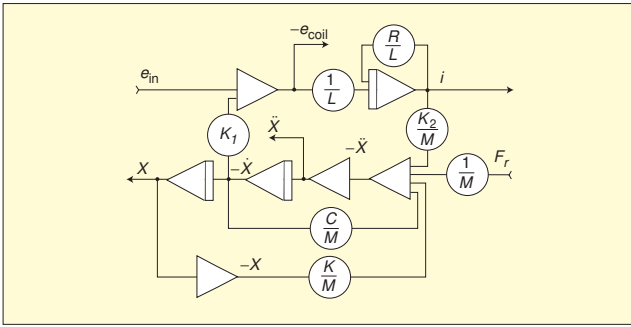 −e_coil
R/L
e_in
1/L
i
K_1
Ẍ
K_2/M
−Ẍ
F_r
X
−Ẋ
1/M
C/M
−X
K/M